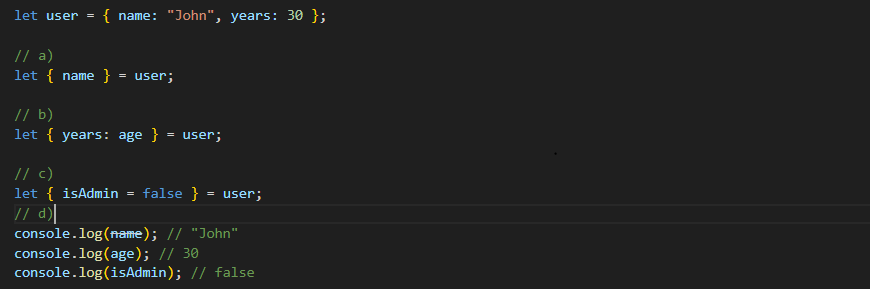 let user = { name: "John", years: 30 };
// a)
let { name } = user;
// b)
let { years: age } = user;
// c)
let { isAdmin = false } = user;
// d)
console.log(name); // "John"
console.log(age); // 30
console.log(isAdmin); // false